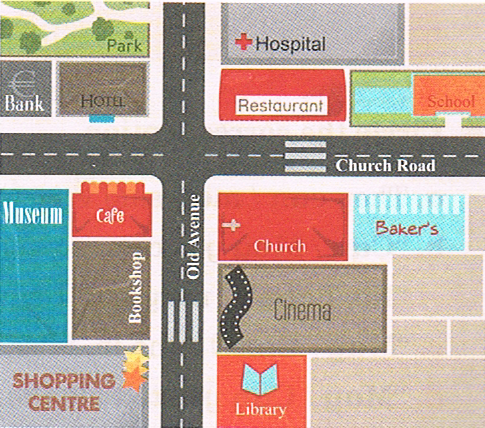 Park
Hospital
€
Bank
HOTEL
Restaurant
School
Church Road
Museum
Cafe
Old Avenue
Church
Baker's
Bookshop
Cinema
SHOPPING
CENTRE
Library